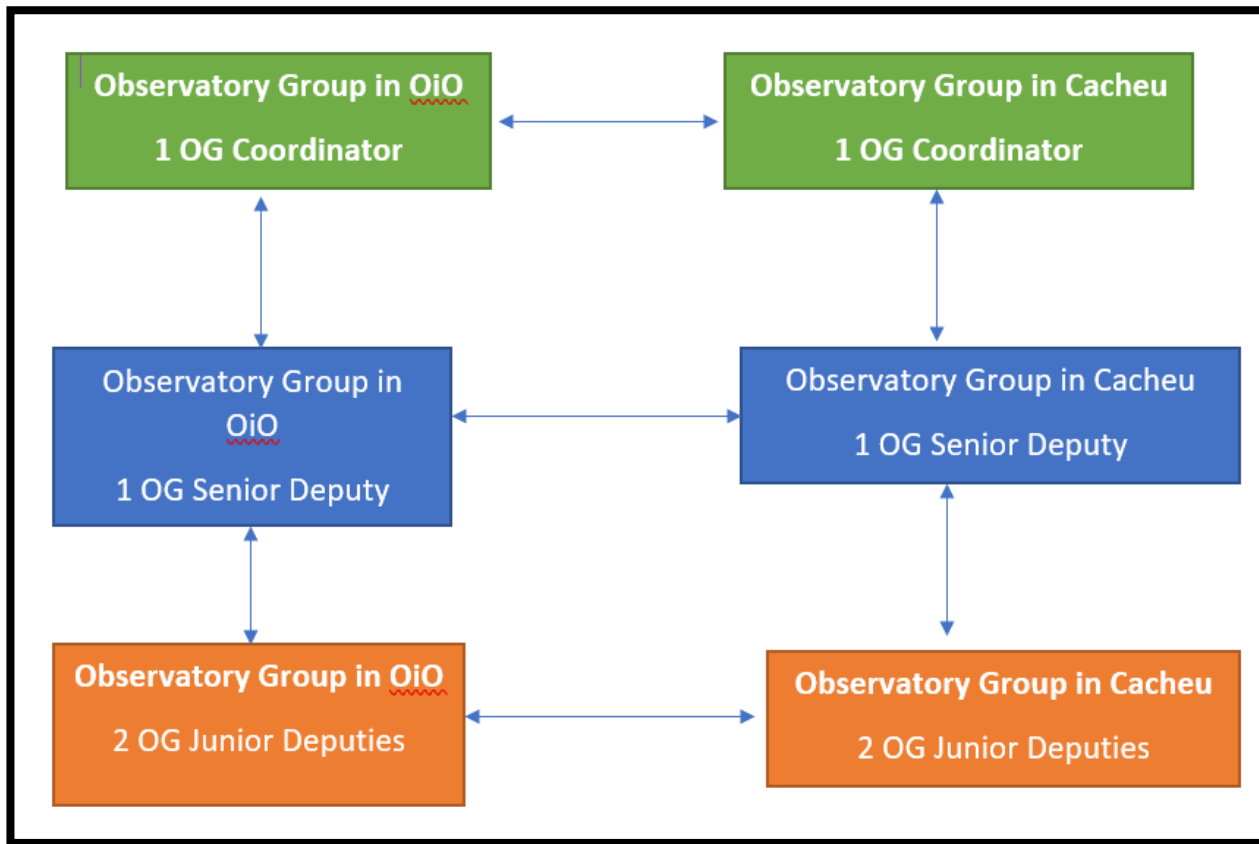 Observatory Group in OiO
1 OG Coordinator
Observatory Group in Cacheu
1 OG Coordinator
Observatory Group in
OiO
1 OG Senior Deputy
Observatory Group in Cacheu
1 OG Senior Deputy
Observatory Group in OiO
2 OG Junior Deputies
Observatory Group in Cacheu
2 OG Junior Deputies